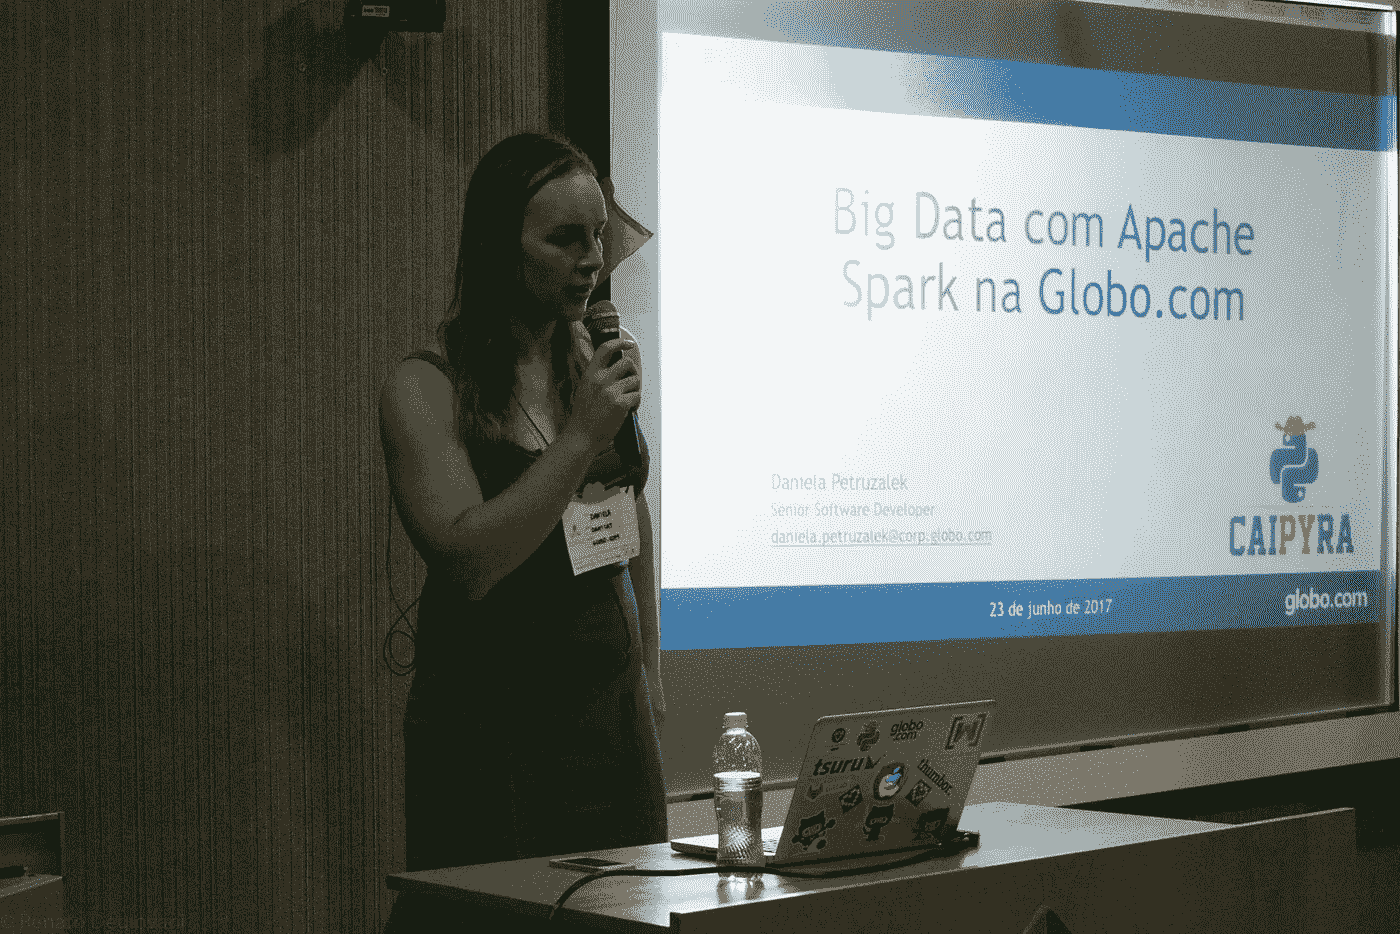 Big Data com Apache
Spark na Globo.com
Daniela Petruzalek
Senior Software Developer
daniela.petruzalek@corp.globo.com
CAIPYRA
23 de junho de 2017
globo.com
globo
.com
tsuru
thumbor